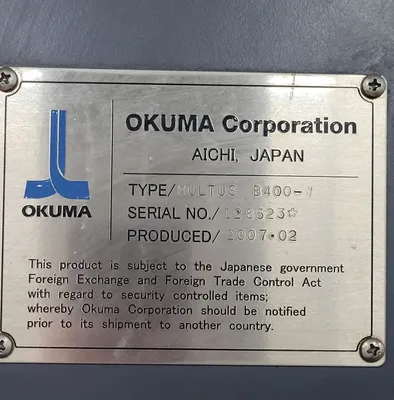 OKUMA
OKUMA Corporation
AICHI, JAPAN
TYPE/MULTUS B400-
SERIAL NO./128623☆
PRODUCED/2007·02
This product is subject to the Japanese government
Foreign Exchange and Foreign Trade Control Act
with regard to security controlled items;
whereby Okuma Corporation should be notified
prior to its shipment to another country.